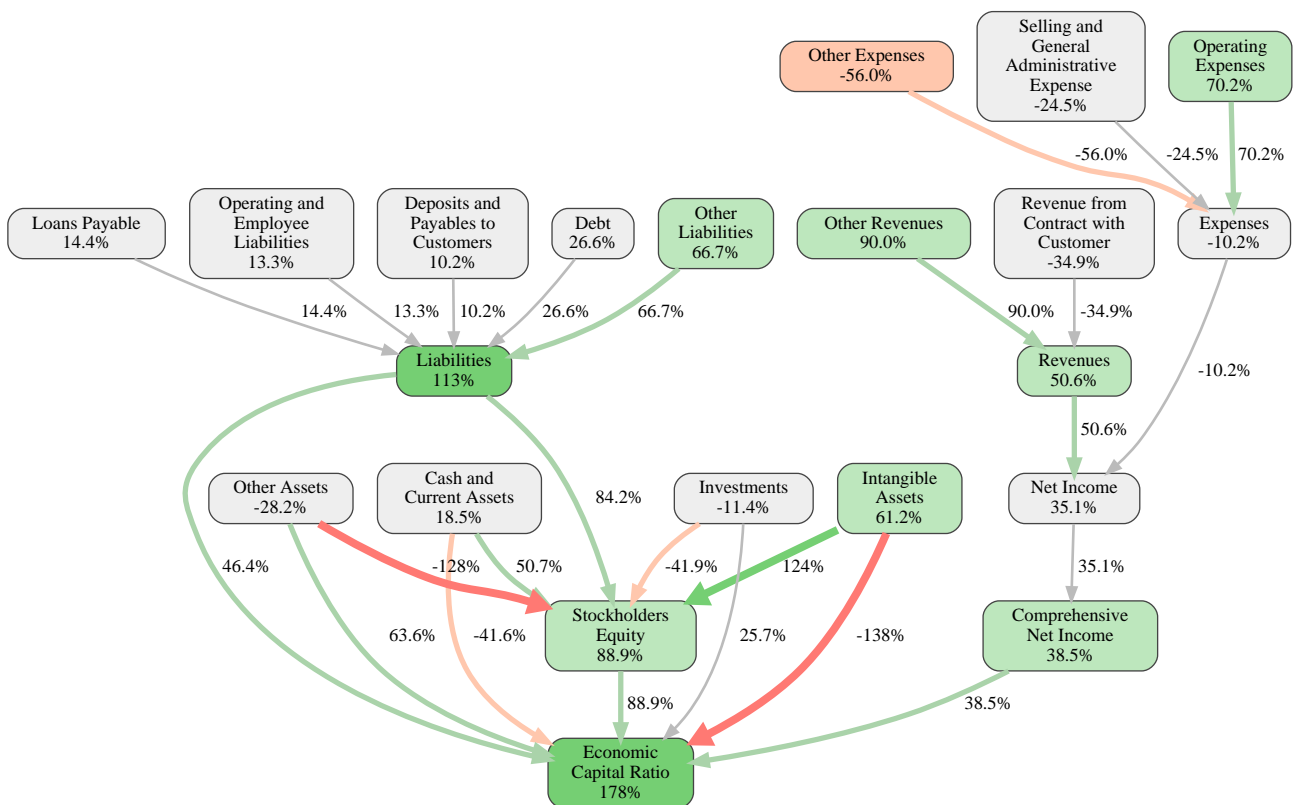 Other Expenses
-56.0%
Selling and
General
Administrative
Expense
-24.5%
Operating
Expenses
70.2%
-56.0%
-24.5%
70.2%
Loans Payable
14.4%
Operating and
Employee
Liabilities
13.3%
Deposits and
Payables to
Customers
10.2%
Debt
26.6%
Other
Liabilities
66.7%
Other Revenues
90.0%
Revenue from
Contract with
Customer
-34.9%
Expenses
-10.2%
14.4%
13.3%
10.2%
26.6%
66.7%
90.0%
-34.9%
Liabilities
113%
Revenues
50.6%
-10.2%
50.6%
Other Assets
-28.2%
Cash and
Current Assets
18.5%
84.2%
Investments
-11.4%
Intangible
Assets
61.2%
Net Income
35.1%
46.4%
-128%
50.7%
-41.9%
124%
35.1%
Stockholders
Equity
88.9%
Comprehensive
Net Income
38.5%
63.6%
-41.6%
25.7%
-138%
88.9%
38.5%
Economic
Capital Ratio
178%